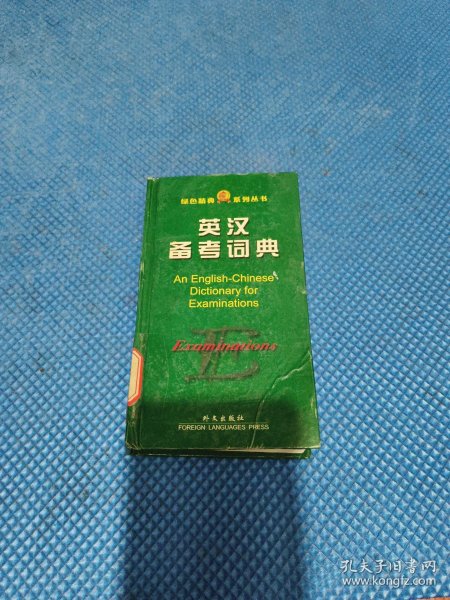 绿色精典 系列丛书
英汉
备考词典
An English-Chinese
Dictionary for
Examinations
Examinations
外文出版社
FOREIGN LANGUAGES PRESS
孔夫子旧书网
www.kongfz.com